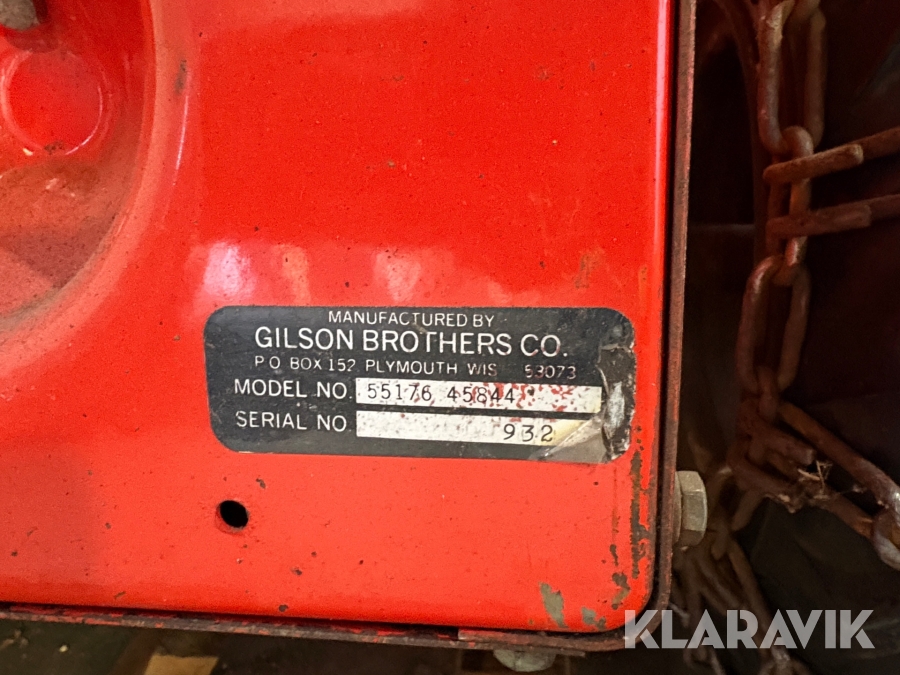 MANUFACTURED BY
GILSON BROTHERS CO.
P O BOX 152 PLYMOUTH WIS 53073
MODEL NO. 55176 45844
SERIAL NO 932
KLARAVIK